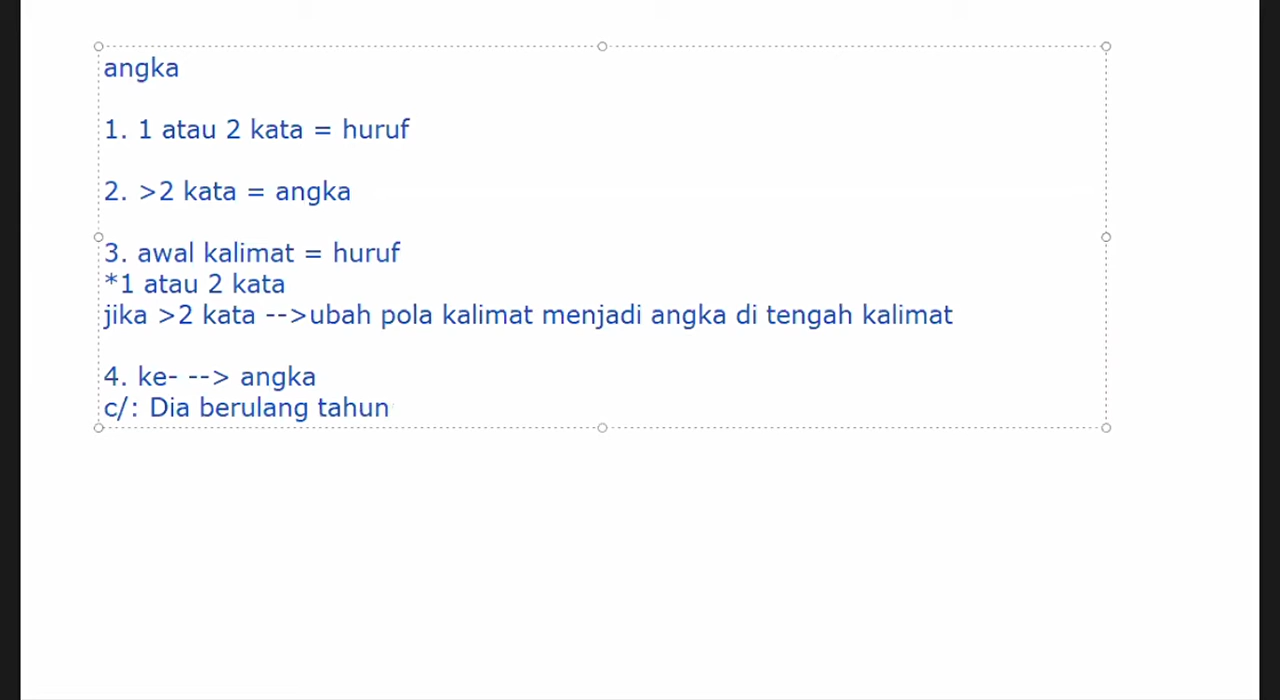 angka
1. 1 atau 2 kata = huruf
2. >2 kata = angka
3. awal kalimat = huruf
*1 atau 2 kata
jika >2 kata -->ubah pola kalimat menjadi angka di tengah kalimat
4. ke- --> angka
c/: Dia berulang tahun